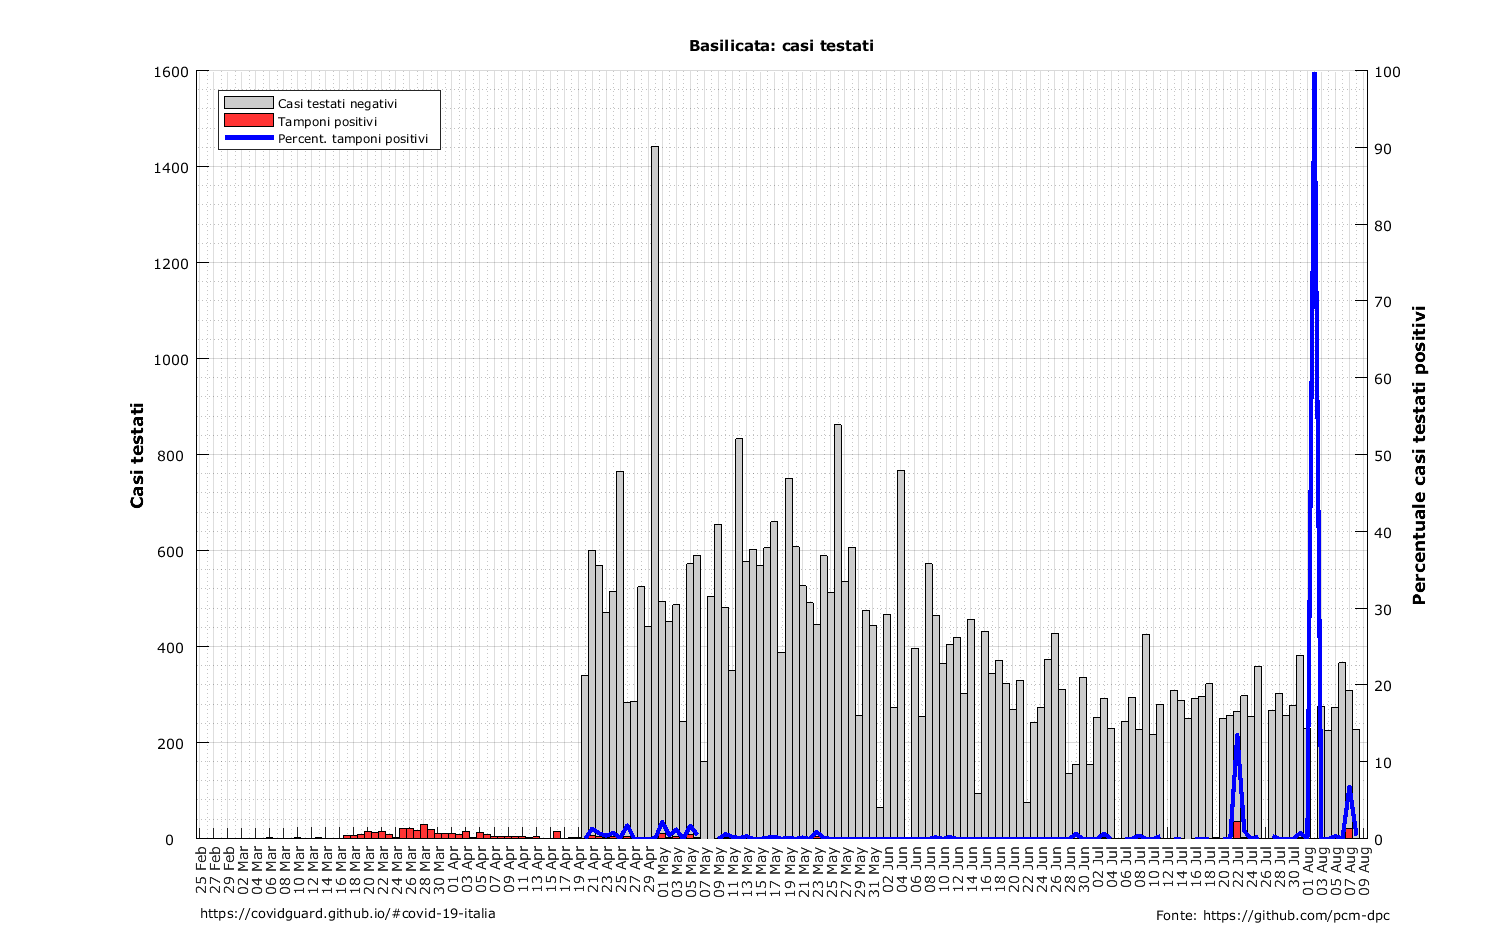 Basilicata: casi testati
Casi testati negativi
Tamponi positivi
Percent. tamponi positivi
Casi testati
1600
1400
1200
1000
800
600
400
200
0
100
90
80
70
60
50
40
30
20
10
0
Percentuale casi testati positivi
25 Feb
27 Feb
29 Feb
02 Mar
04 Mar
06 Mar
08 Mar
10 Mar
12 Mar
14 Mar
16 Mar
18 Mar
20 Mar
22 Mar
24 Mar
26 Mar
28 Mar
30 Mar
01 Apr
03 Apr
05 Apr
07 Apr
09 Apr
11 Apr
13 Apr
15 Apr
17 Apr
19 Apr
21 Apr
23 Apr
25 Apr
27 Apr
29 Apr
01 May
03 May
05 May
07 May
09 May
11 May
13 May
15 May
17 May
19 May
21 May
23 May
25 May
27 May
29 May
31 May
02 Jun
04 Jun
06 Jun
08 Jun
10 Jun
12 Jun
14 Jun
16 Jun
18 Jun
20 Jun
22 Jun
24 Jun
26 Jun
28 Jun
30 Jun
02 Jul
04 Jul
06 Jul
08 Jul
10 Jul
12 Jul
14 Jul
16 Jul
18 Jul
20 Jul
22 Jul
24 Jul
26 Jul
28 Jul
30 Jul
01 Aug
03 Aug
05 Aug
07 Aug
09 Aug
https://covidguard.github.io/#covid-19-italia
Fonte: https://github.com/pcm-dpc